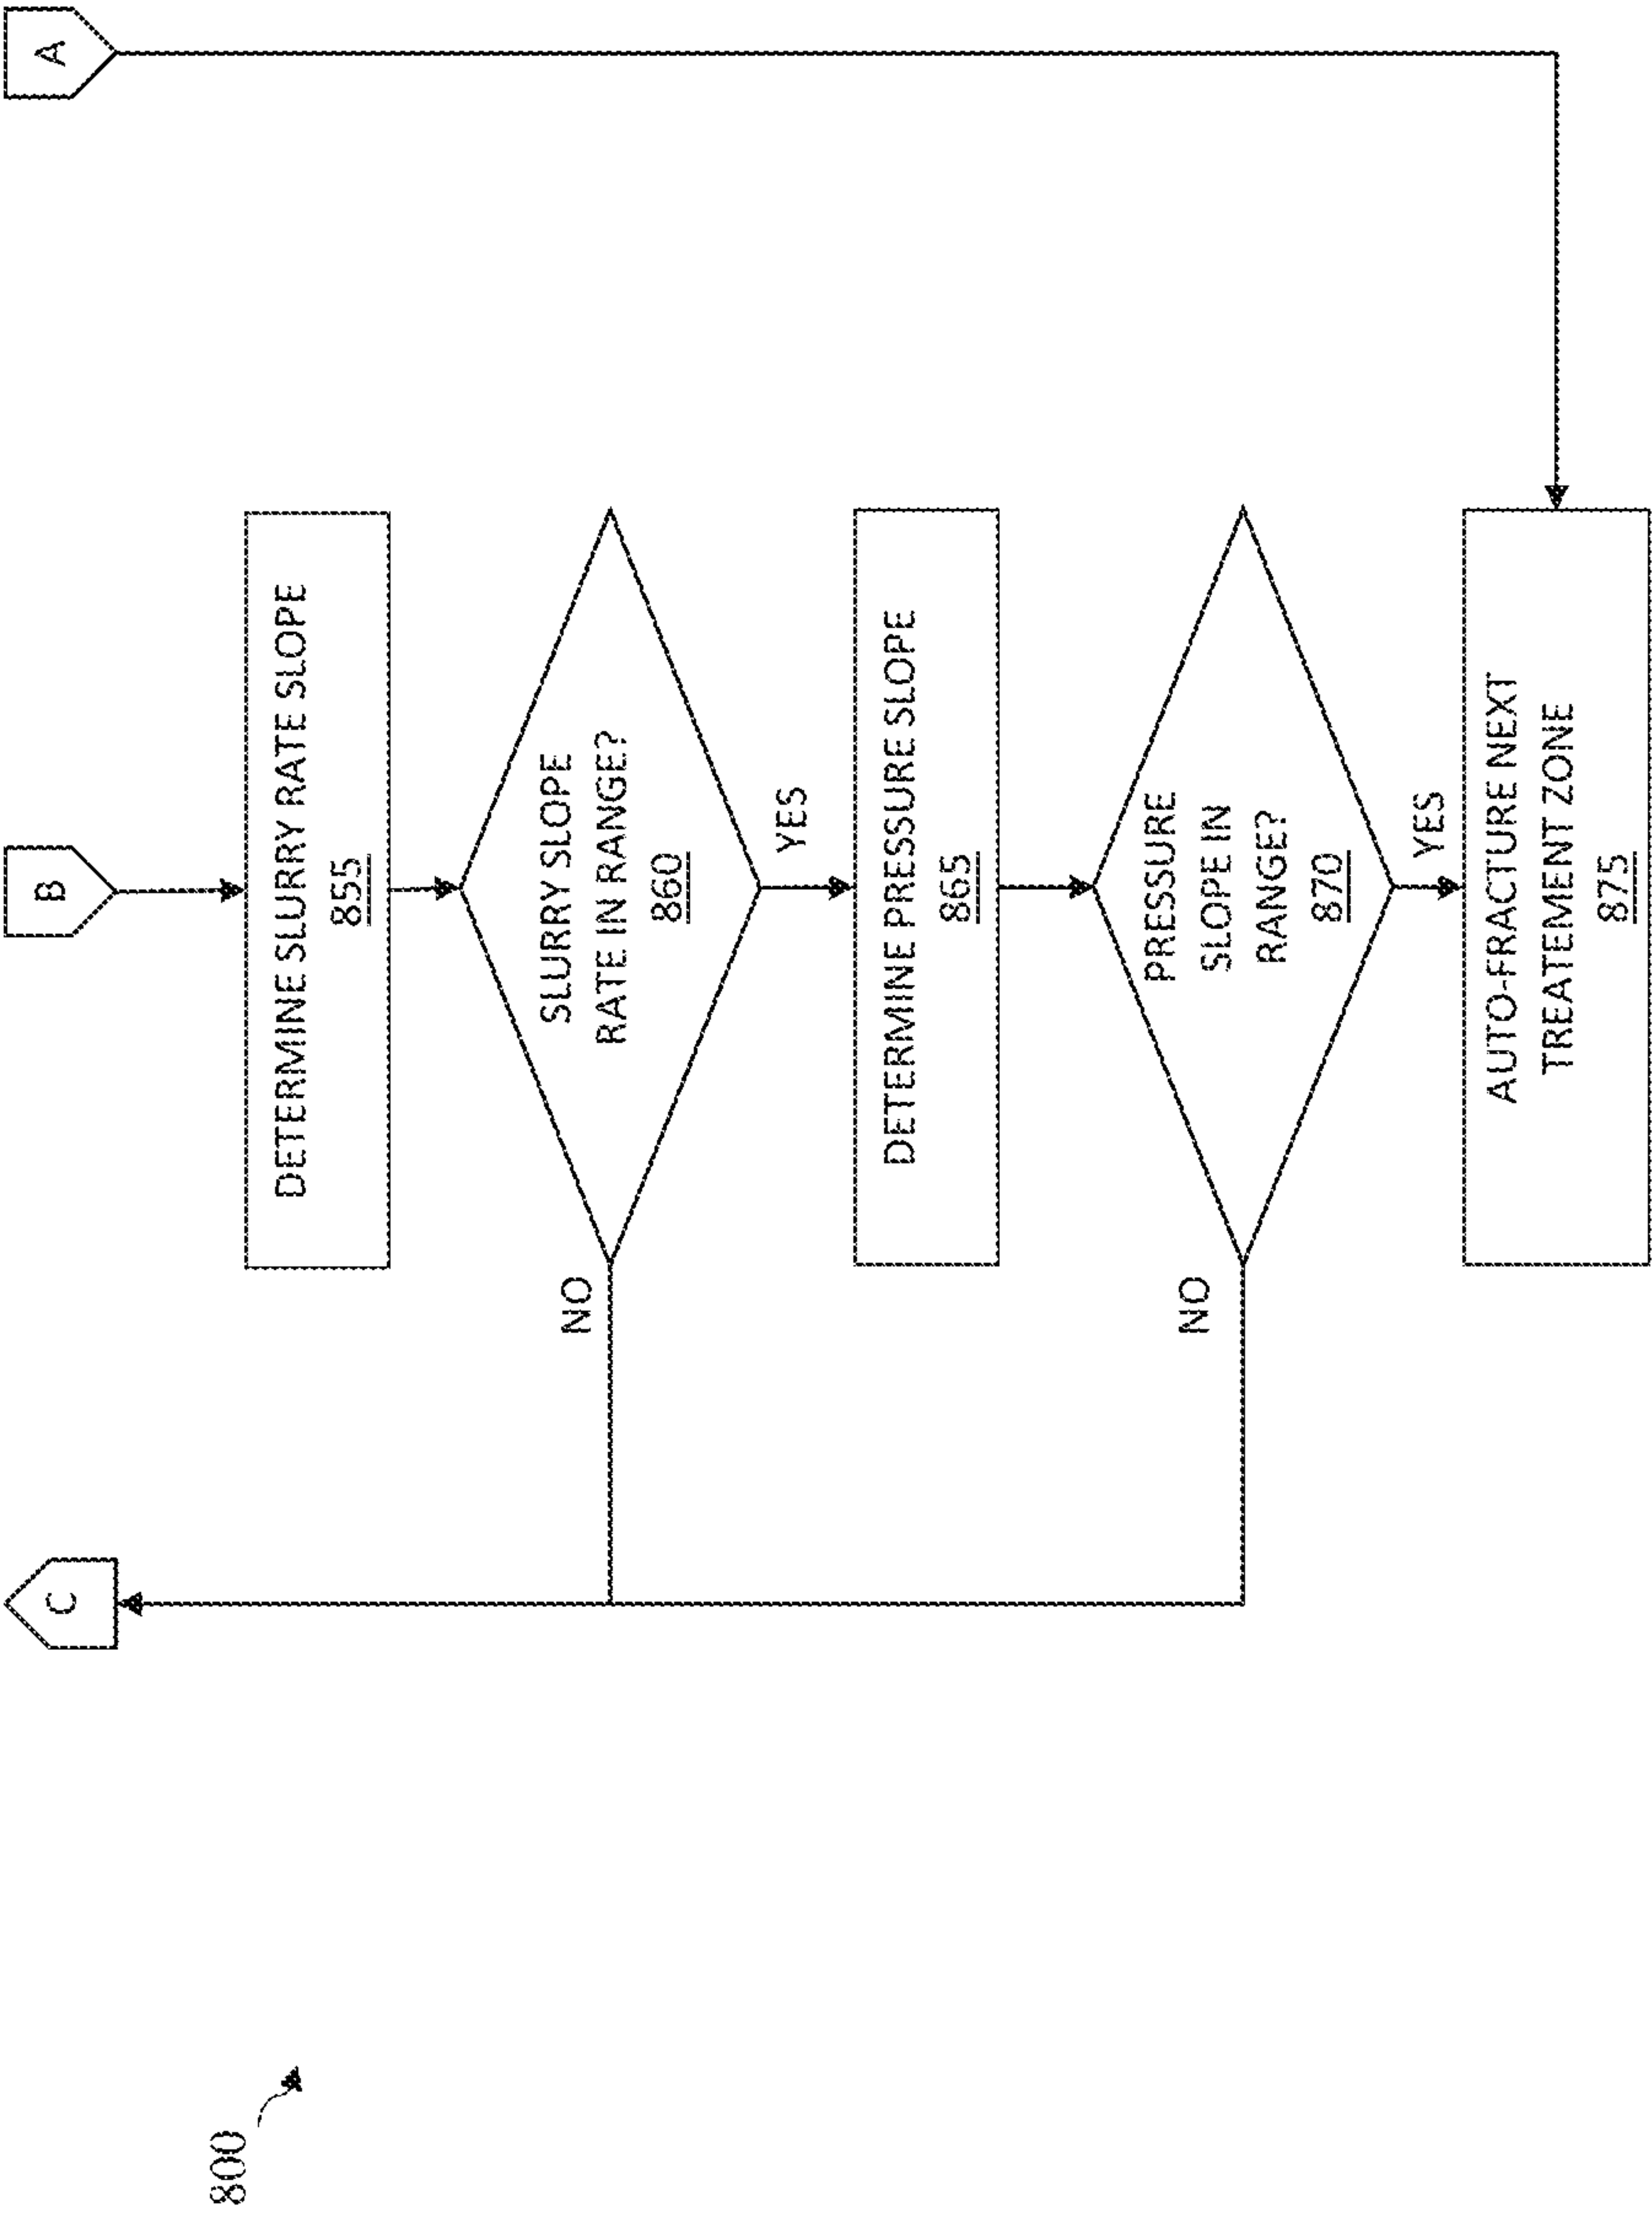 800
C
B
A
DETERMINE SLURRY RATE SLOPE
855
SLURRY SLOPE
RATE IN RANGE?
860
NO
YES
DETERMINE PRESSURE SLOPE
865
PRESSURE
SLOPE IN
RANGE?
870
NO
YES
AUTO-FRACTURE NEXT
TREATEMENT ZONE
875